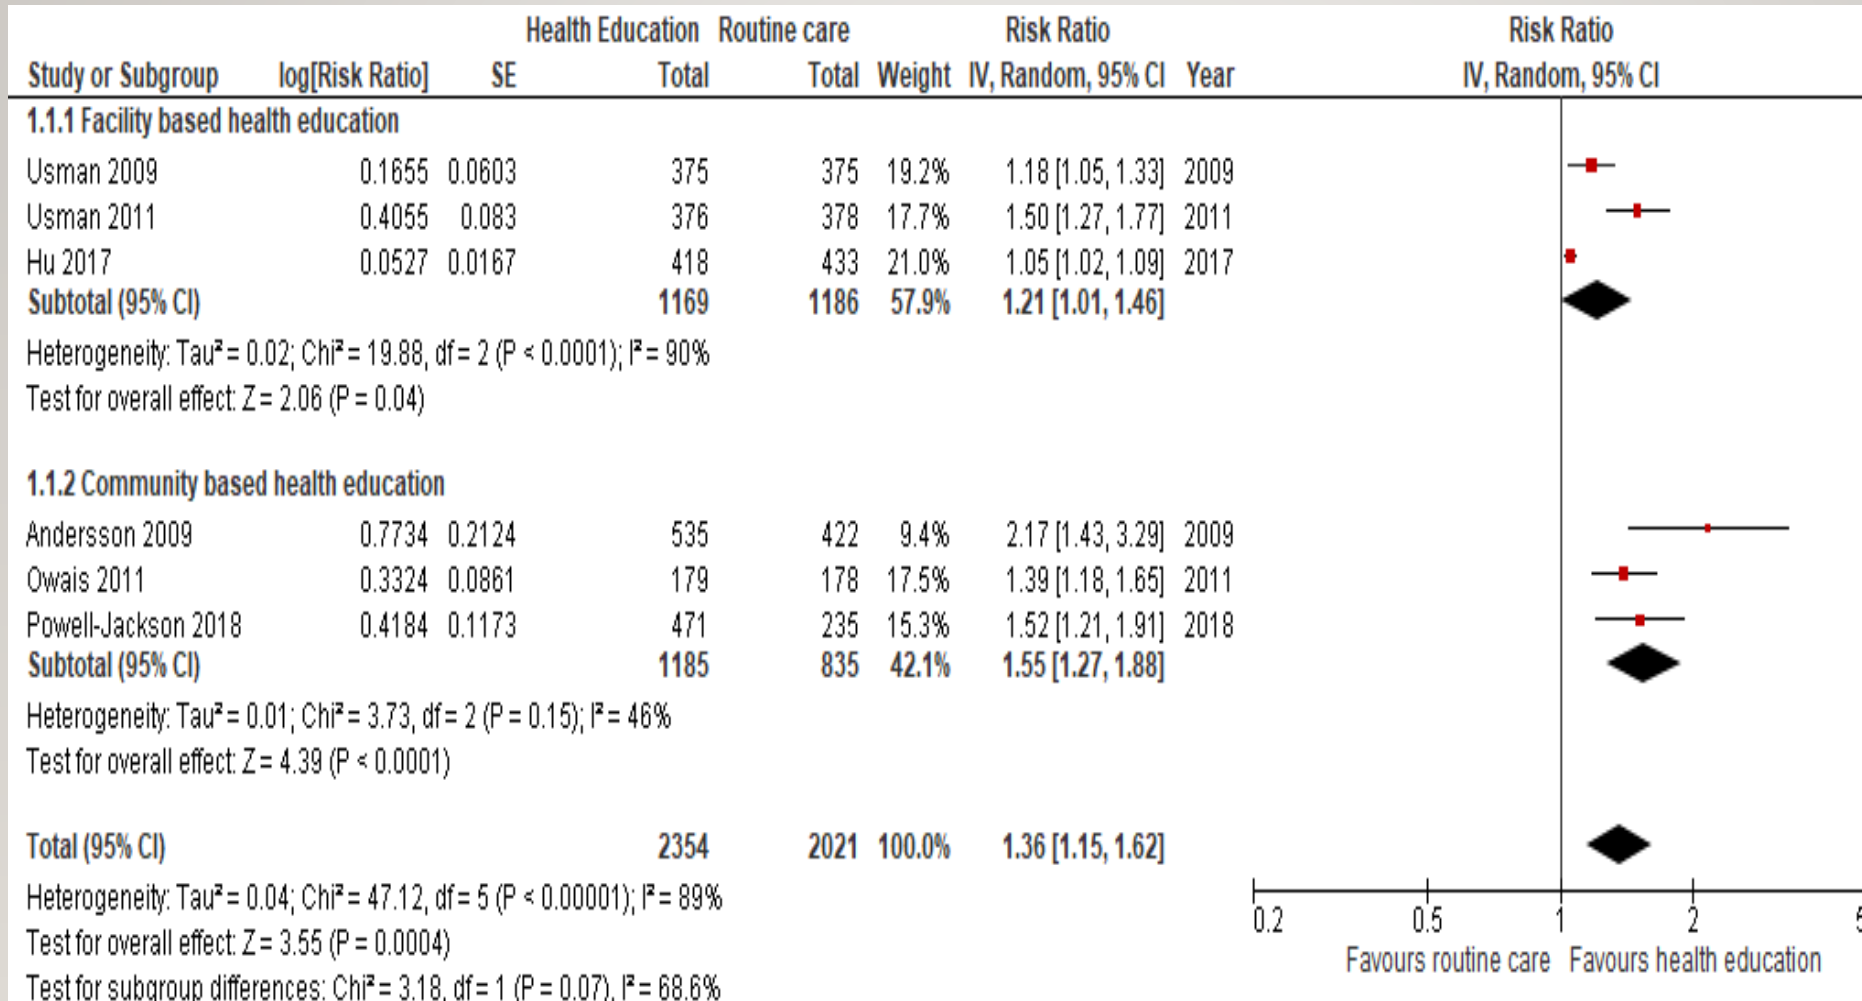 Health Education Routine care Risk Ratio Risk Ratio
Study or Subgroup log[Risk Ratio] SE Total Total Weight IV, Random, 95% CI Year IV, Random, 95% CI
1.1.1 Facility based health education
Usman 2009 0.1655 0.0603 375 375 19.2% 1.18 [1.05, 1.33] 2009
Usman 2011 0.4055 0.083 376 378 17.7% 1.50 [1.27, 1.77] 2011
Hu 2017 0.0527 0.0167 418 433 21.0% 1.05 [1.02, 1.09] 2017
Subtotal (95% CI) 1169 1186 57.9% 1.21 [1.01, 1.46]
Heterogeneity: Tau² = 0.02; Chi² = 19.88, df = 2 (P < 0.0001); I² = 90%
Test for overall effect: Z = 2.06 (P = 0.04)
1.1.2 Community based health education
Andersson 2009 0.7734 0.2124 535 422 9.4% 2.17 [1.43, 3.29] 2009
Owais 2011 0.3324 0.0861 179 178 17.5% 1.39 [1.18, 1.65] 2011
Powell-Jackson 2018 0.4184 0.1173 471 235 15.3% 1.52 [1.21, 1.91] 2018
Subtotal (95% CI) 1185 835 42.1% 1.55 [1.27, 1.88]
Heterogeneity: Tau² = 0.01; Chi² = 3.73, df = 2 (P = 0.15); I² = 46%
Test for overall effect: Z = 4.39 (P < 0.0001)
Total (95% CI) 2354 2021 100.0% 1.36 [1.15, 1.62]
Heterogeneity: Tau² = 0.04; Chi² = 47.12, df = 5 (P < 0.00001); I² = 89%
Test for overall effect: Z = 3.55 (P = 0.0004)
Test for subgroup differences: Chi² = 3.18, df = 1 (P = 0.07), I² = 68.6%
0.2 0.5 1 2 5
Favours routine care Favours health education